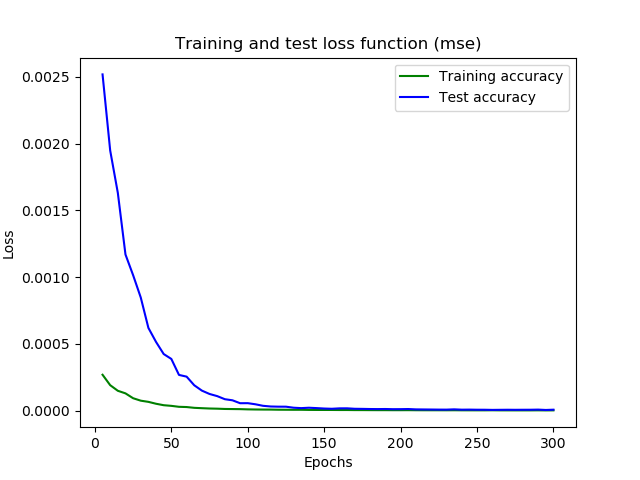 Training and test loss function (mse)
Training accuracy
Test accuracy
0.0025
0.0020
0.0015
0.0010
0.0005
0.0000
Loss
0 50 100 150 200 250 300
Epochs